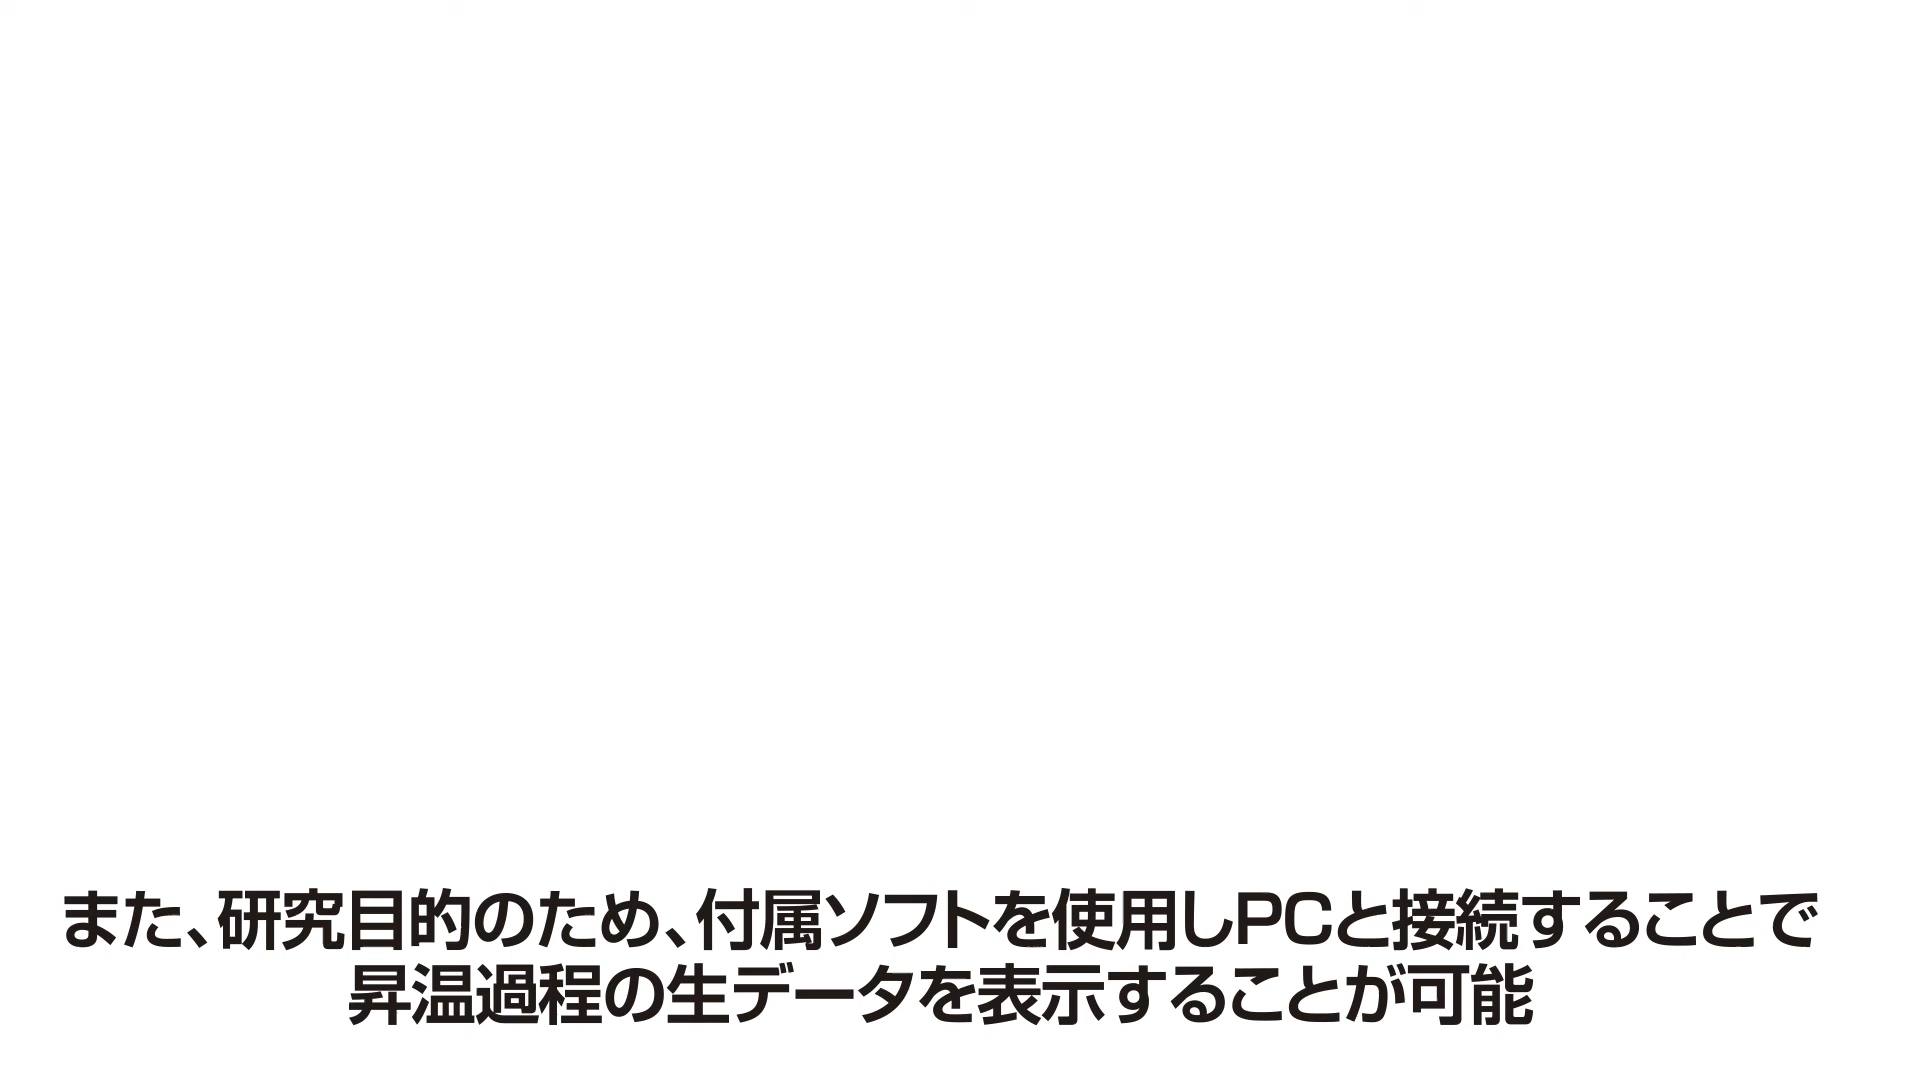 また、研究目的のため、付属ソフトを使用しPCと接続することで
昇温過程の生データを表示することが可能